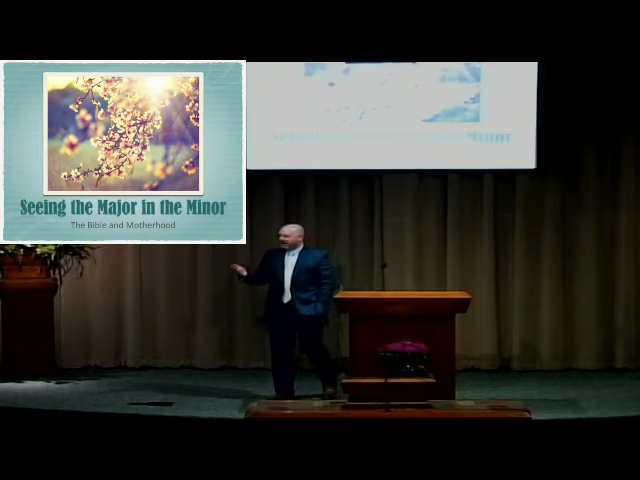 Seeing the Major in the Minor
The Bible and Motherhood
Minor